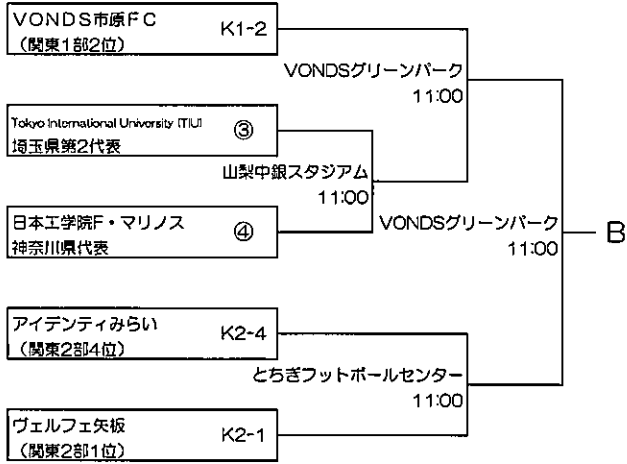 VONDS市原FC
(関東1部2位)
K1-2
VONDSグリーンパーク
11:00
Tokyo International University (TIU)
埼玉県第2代表
③
山梨中銀スタジアム
11:00
日本工学院F・マリノス
神奈川県代表
④
VONDSグリーンパーク
11:00
B
アイデンティみらい
(関東2部4位)
K2-4
とちぎフットボールセンター
11:00
ヴェルフェ矢板
(関東2部1位)
K2-1